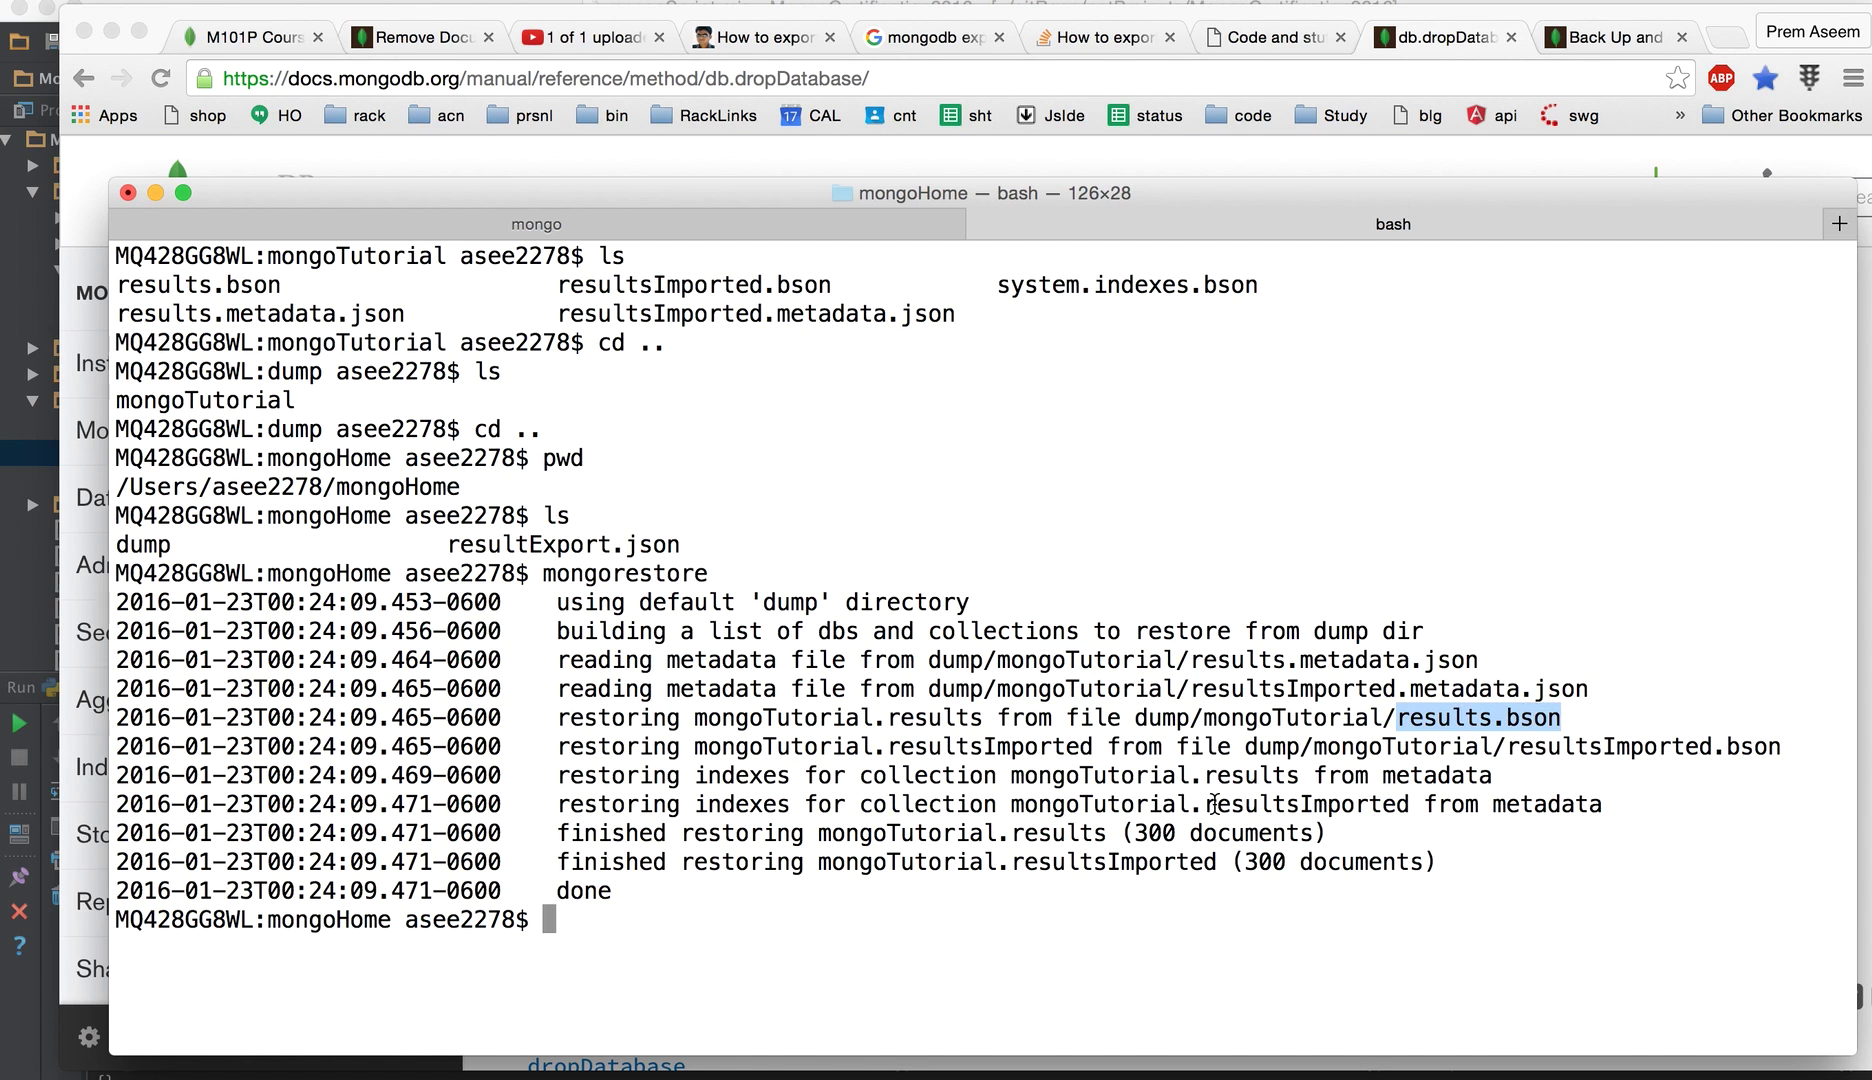 M101P Cours
Remove Docu
1 of 1 upload
How to expor
mongodb exp
How to expor
Code and stu
db.dropDatab
Back Up and
Prem Aseem
https://docs.mongodb.org/manual/reference/method/db.dropDatabase/
ABP
Apps shop HO rack acn prsnl bin RackLinks 17 CAL cnt sht JsIde status code Study blg api swg » Other Bookmarks
mongoHome — bash — 126×28
mongo bash +
MQ428GG8WL:mongoTutorial asee2278$ ls
results.bson resultsImported.bson system.indexes.bson
results.metadata.json resultsImported.metadata.json
MQ428GG8WL:mongoTutorial asee2278$ cd ..
MQ428GG8WL:dump asee2278$ ls
mongoTutorial
MQ428GG8WL:dump asee2278$ cd ..
MQ428GG8WL:mongoHome asee2278$ pwd
/Users/asee2278/mongoHome
MQ428GG8WL:mongoHome asee2278$ ls
dump resultExport.json
MQ428GG8WL:mongoHome asee2278$ mongorestore
2016-01-23T00:24:09.453-0600 using default 'dump' directory
2016-01-23T00:24:09.456-0600 building a list of dbs and collections to restore from dump dir
2016-01-23T00:24:09.464-0600 reading metadata file from dump/mongoTutorial/results.metadata.json
2016-01-23T00:24:09.465-0600 reading metadata file from dump/mongoTutorial/resultsImported.metadata.json
2016-01-23T00:24:09.465-0600 restoring mongoTutorial.results from file dump/mongoTutorial/results.bson
2016-01-23T00:24:09.465-0600 restoring mongoTutorial.resultsImported from file dump/mongoTutorial/resultsImported.bson
2016-01-23T00:24:09.469-0600 restoring indexes for collection mongoTutorial.results from metadata
2016-01-23T00:24:09.471-0600 restoring indexes for collection mongoTutorial.resultsImported from metadata
2016-01-23T00:24:09.471-0600 finished restoring mongoTutorial.results (300 documents)
2016-01-23T00:24:09.471-0600 finished restoring mongoTutorial.resultsImported (300 documents)
2016-01-23T00:24:09.471-0600 done
MQ428GG8WL:mongoHome asee2278$
MO
Inst
Mo
Dat
Adr
Sec
Agg
Ind
Sto
Rep
Sha
Run
dropDatabase